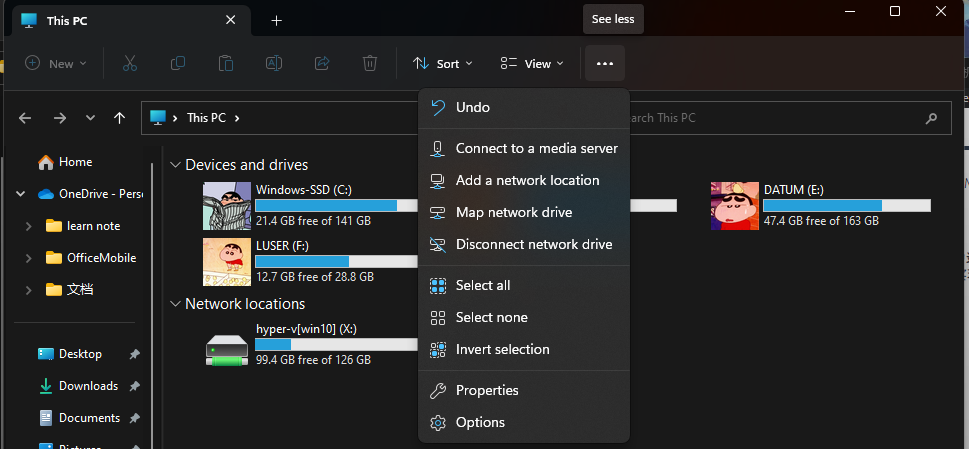 This PC
See less
New
Sort
View
This PC
arch This PC
Home
OneDrive - Pers
learn note
OfficeMobile
文档
Desktop
Downloads
Documents
Pictures
Devices and drives
Windows-SSD (C:)
21.4 GB free of 141 GB
DATUM (E:)
47.4 GB free of 163 GB
LUSER (F:)
12.7 GB free of 28.8 GB
Network locations
hyper-v[win10] (X:)
99.4 GB free of 126 GB
Undo
Connect to a media server
Add a network location
Map network drive
Disconnect network drive
Select all
Select none
Invert selection
Properties
Options